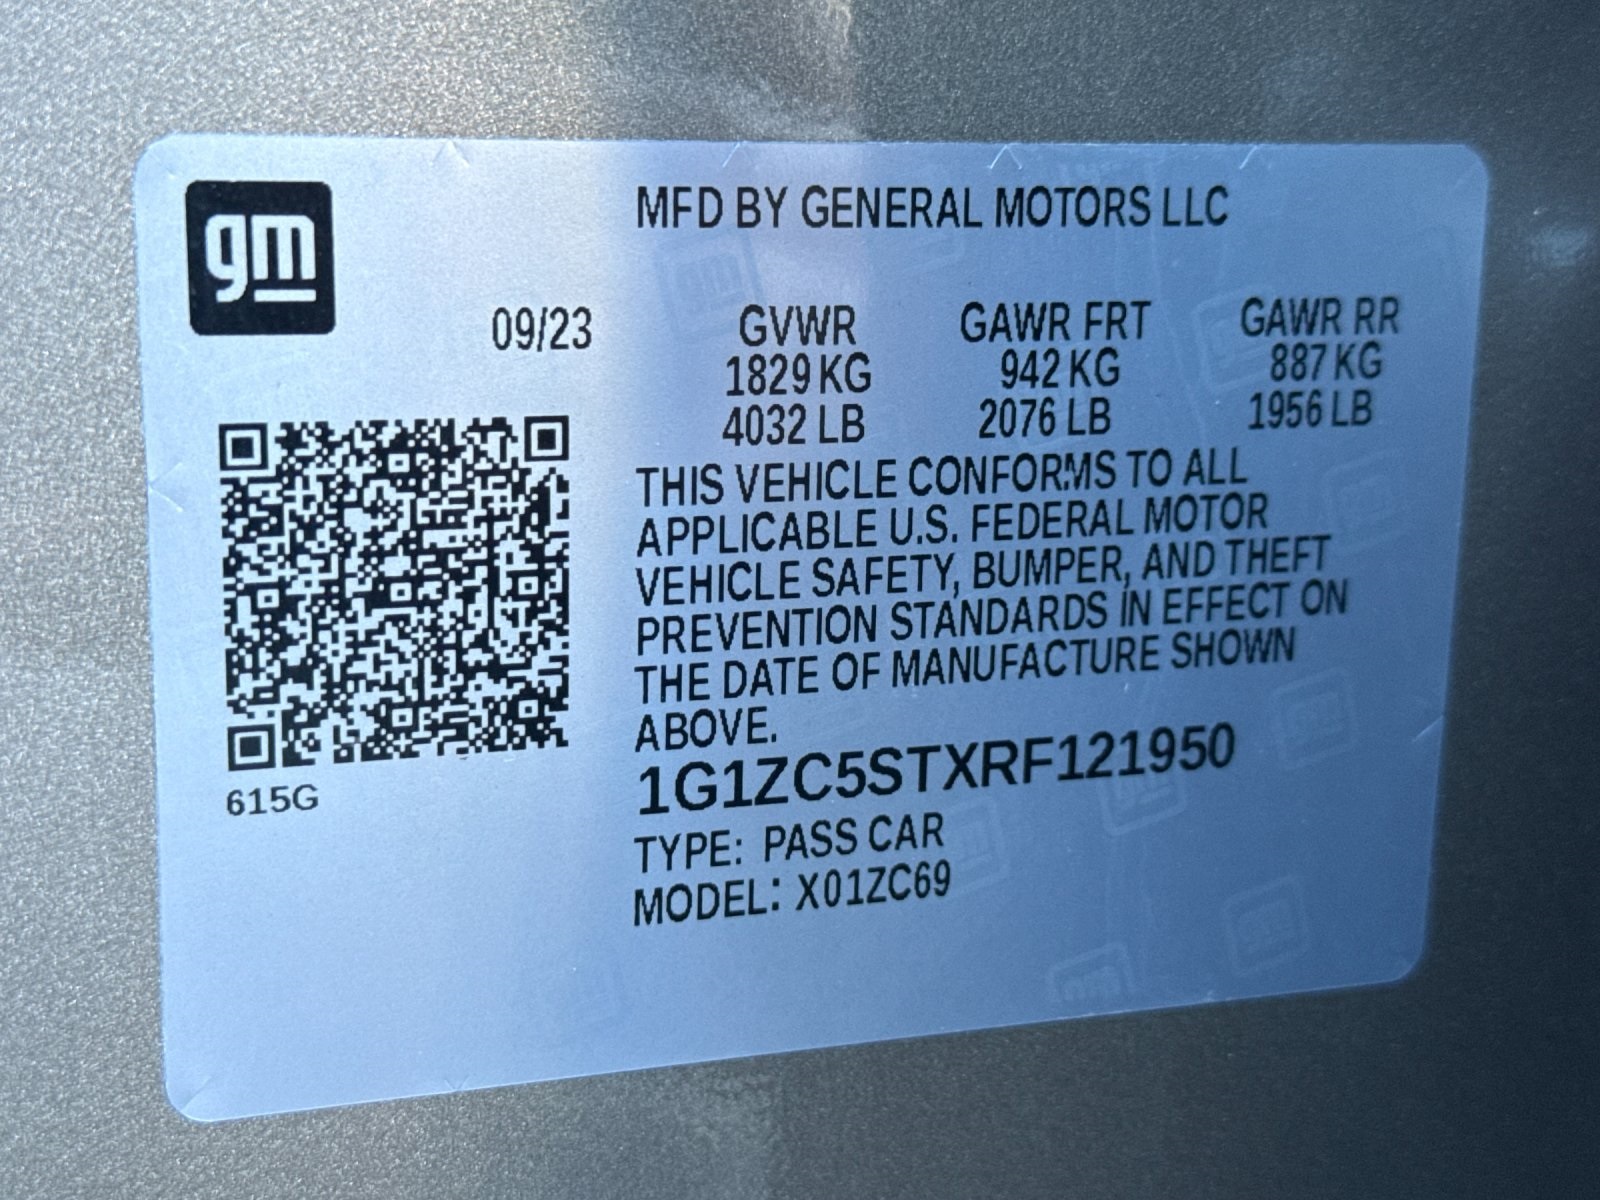 gm
MFD BY GENERAL MOTORS LLC
09/23 GVWR GAWR FRT GAWR RR
1829 KG 942 KG 887 KG
4032 LB 2076 LB 1956 LB
THIS VEHICLE CONFORMS TO ALL
APPLICABLE U.S. FEDERAL MOTOR
VEHICLE SAFETY, BUMPER, AND THEFT
PREVENTION STANDARDS IN EFFECT ON
THE DATE OF MANUFACTURE SHOWN
ABOVE.
1G1ZC5STXRF121950
615G
TYPE: PASS CAR
MODEL: X01ZC69